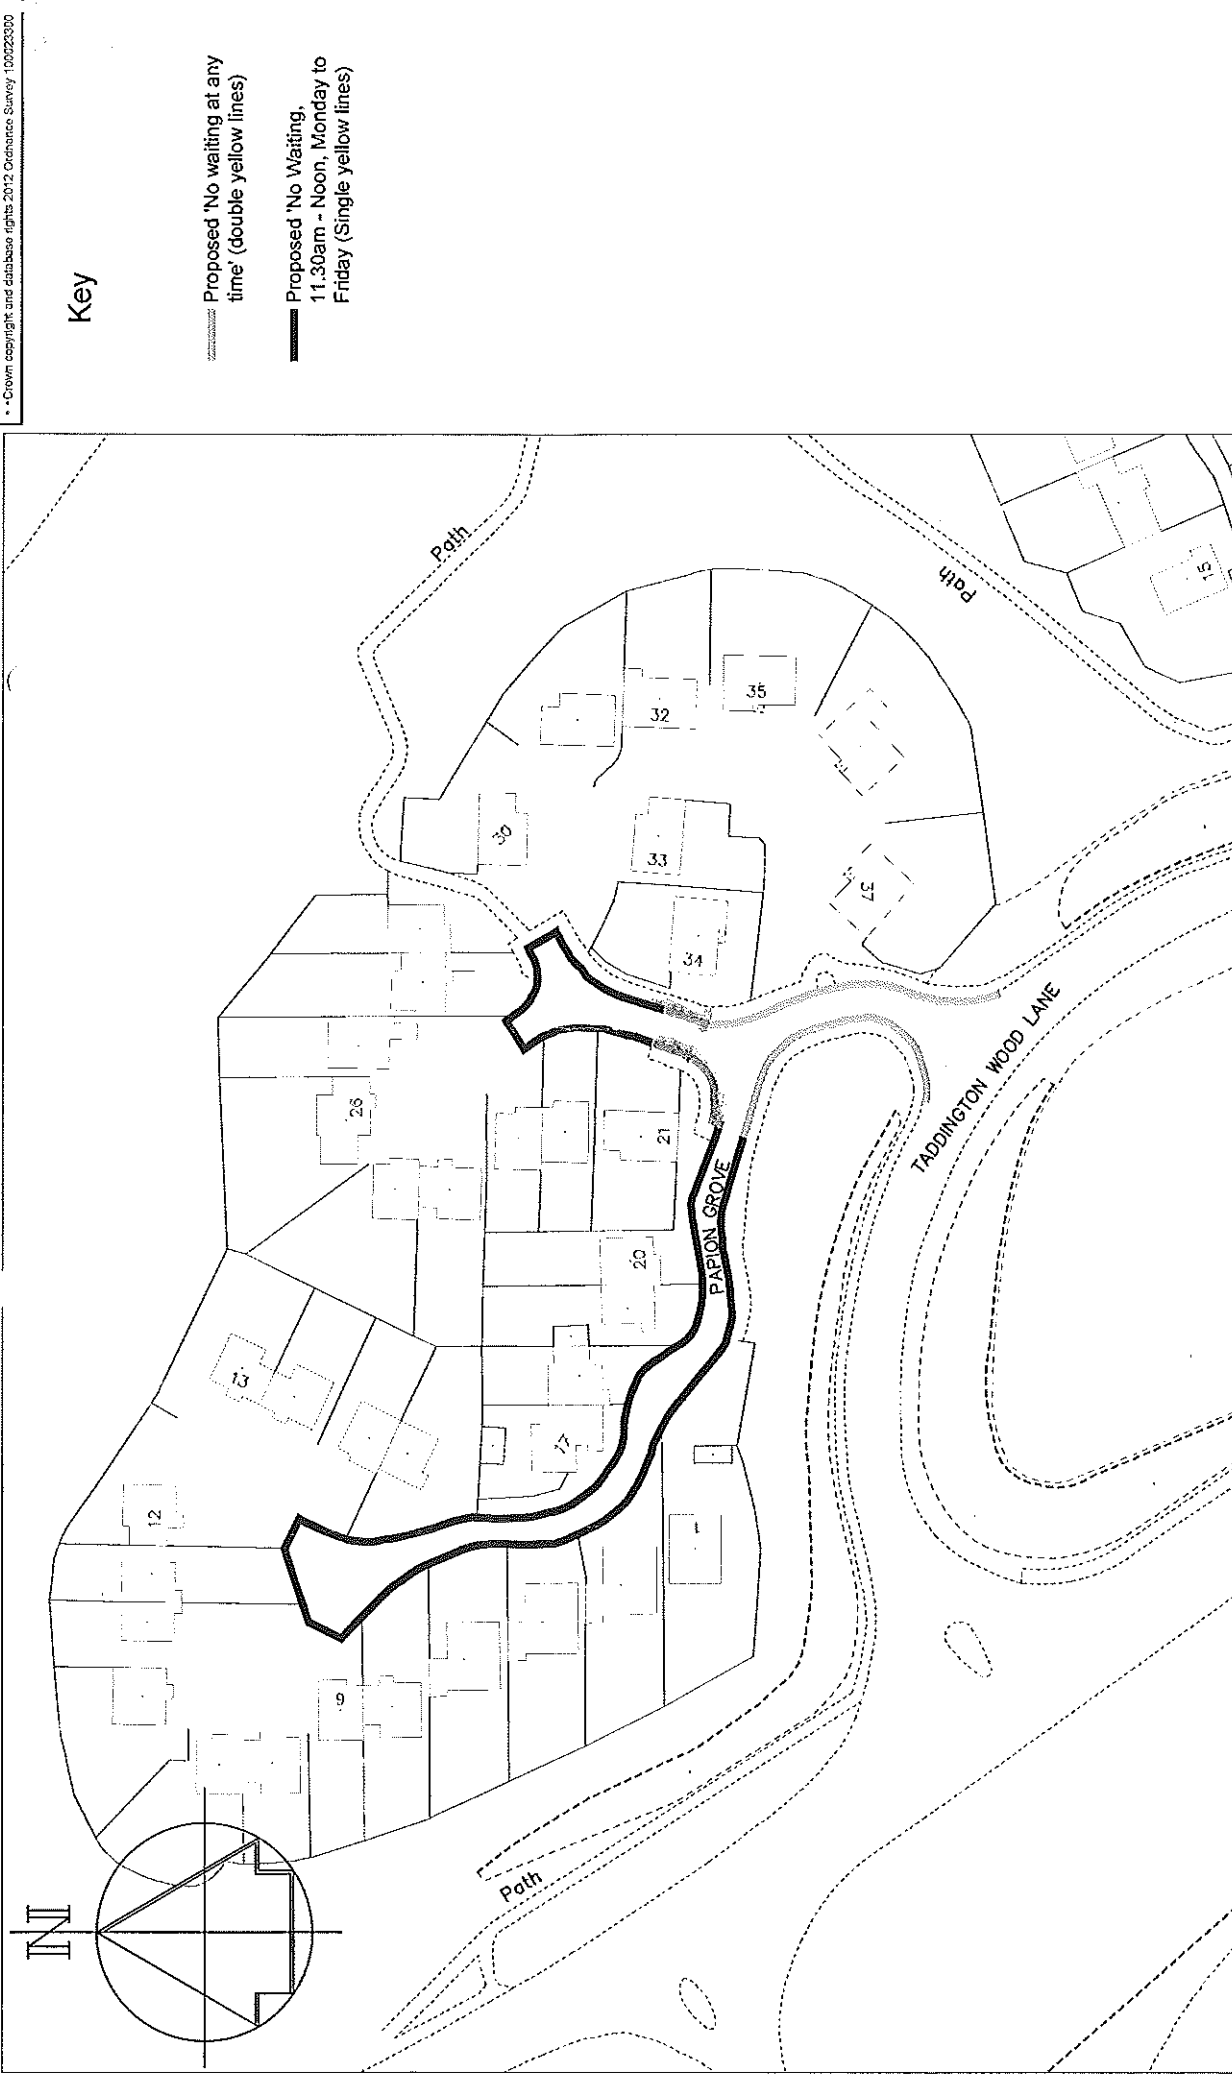 Crown copyright and database rights 2012 Ordnance Survey 100023300
Key
Proposed 'No waiting at any
time' (double yellow lines)
Proposed 'No Waiting,
11.30am - Noon, Monday to
Friday (Single yellow lines)
N
Path
Path
Path
PAPION GROVE
TADDINGTON WOOD LANE
12
13
9
17
1
20
21
26
30
32
33
34
35
37
15